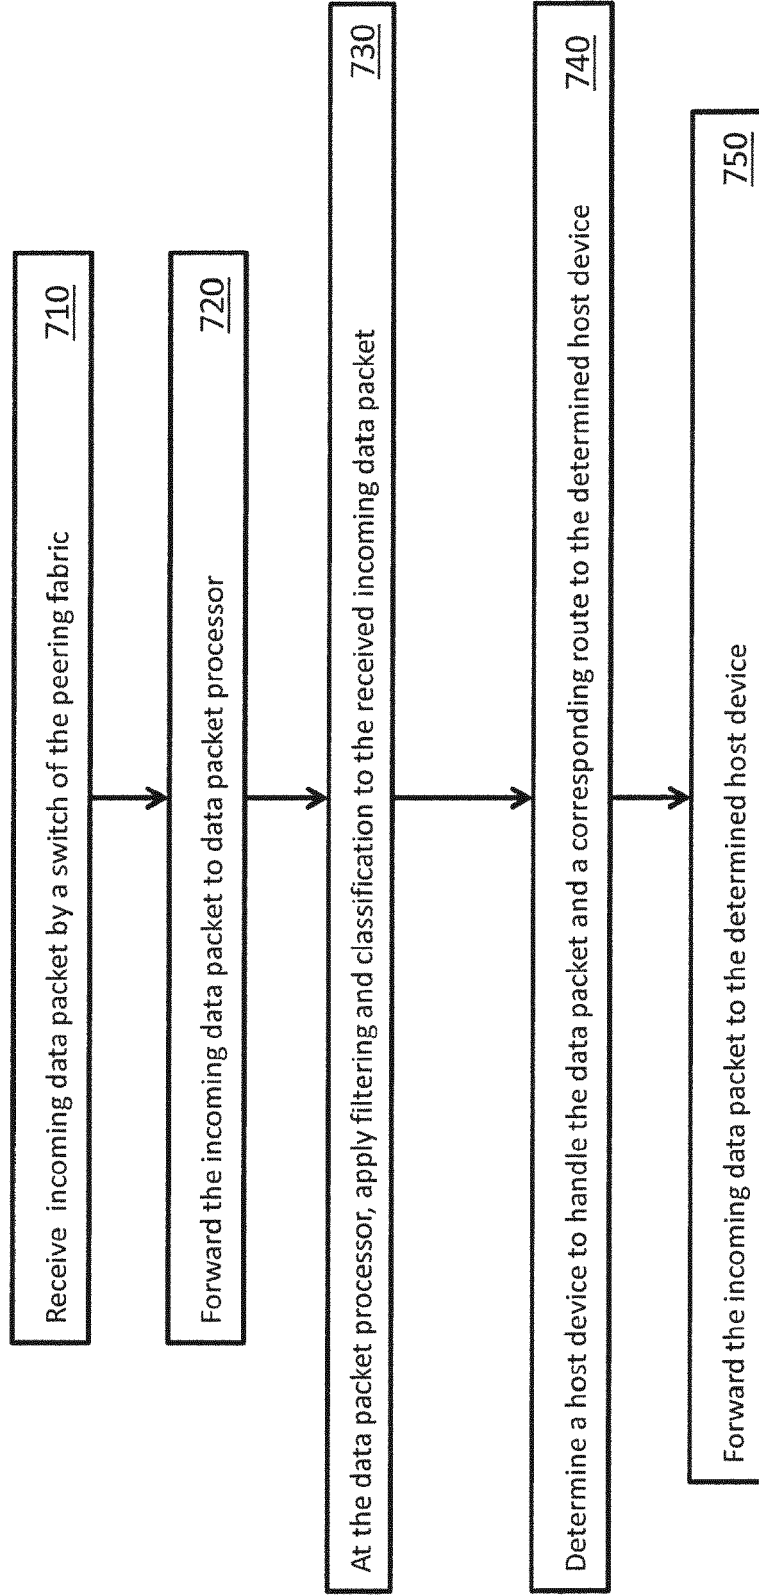 Receive incoming data packet by a switch of the peering fabric 710
Forward the incoming data packet to data packet processor 720
At the data packet processor, apply filtering and classification to the received incoming data packet 730
Determine a host device to handle the data packet and a corresponding route to the determined host device 740
Forward the incoming data packet to the determined host device 750